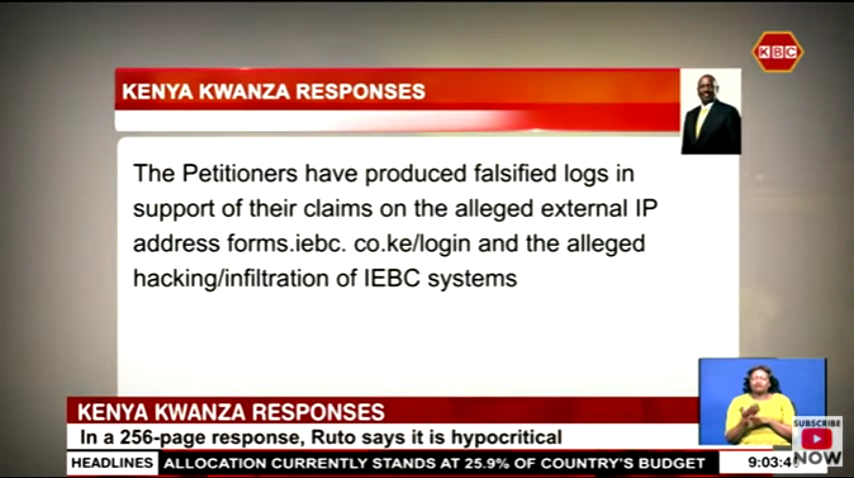 KBC
KENYA KWANZA RESPONSES
The Petitioners have produced falsified logs in
support of their claims on the alleged external IP
address forms.iebc. co.ke/login and the alleged
hacking/infiltration of IEBC systems
KENYA KWANZA RESPONSES
In a 256-page response, Ruto says it is hypocritical
SUBSCRIBE
NOW
HEADLINES
ALLOCATION CURRENTLY STANDS AT 25.9% OF COUNTRY'S BUDGET